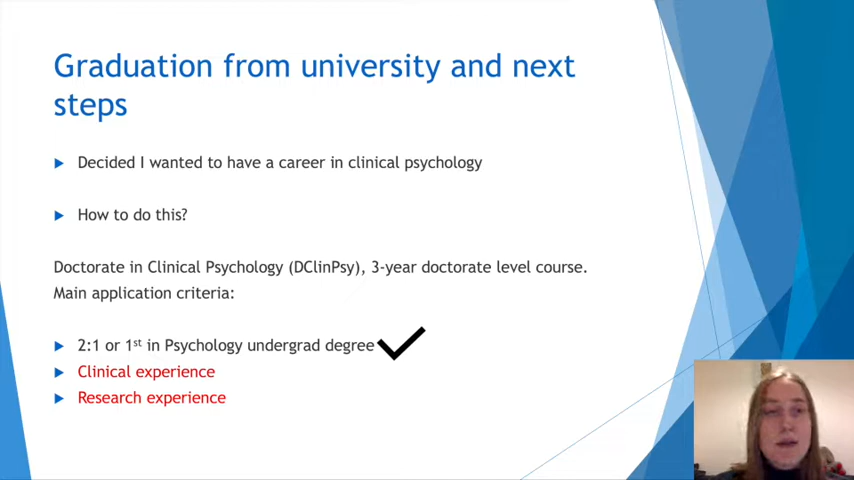 Graduation from university and next
steps
Decided I wanted to have a career in clinical psychology
How to do this?
Doctorate in Clinical Psychology (DClinPsy), 3-year doctorate level course.
Main application criteria:
2:1 or 1st in Psychology undergrad degree
Clinical experience
Research experience